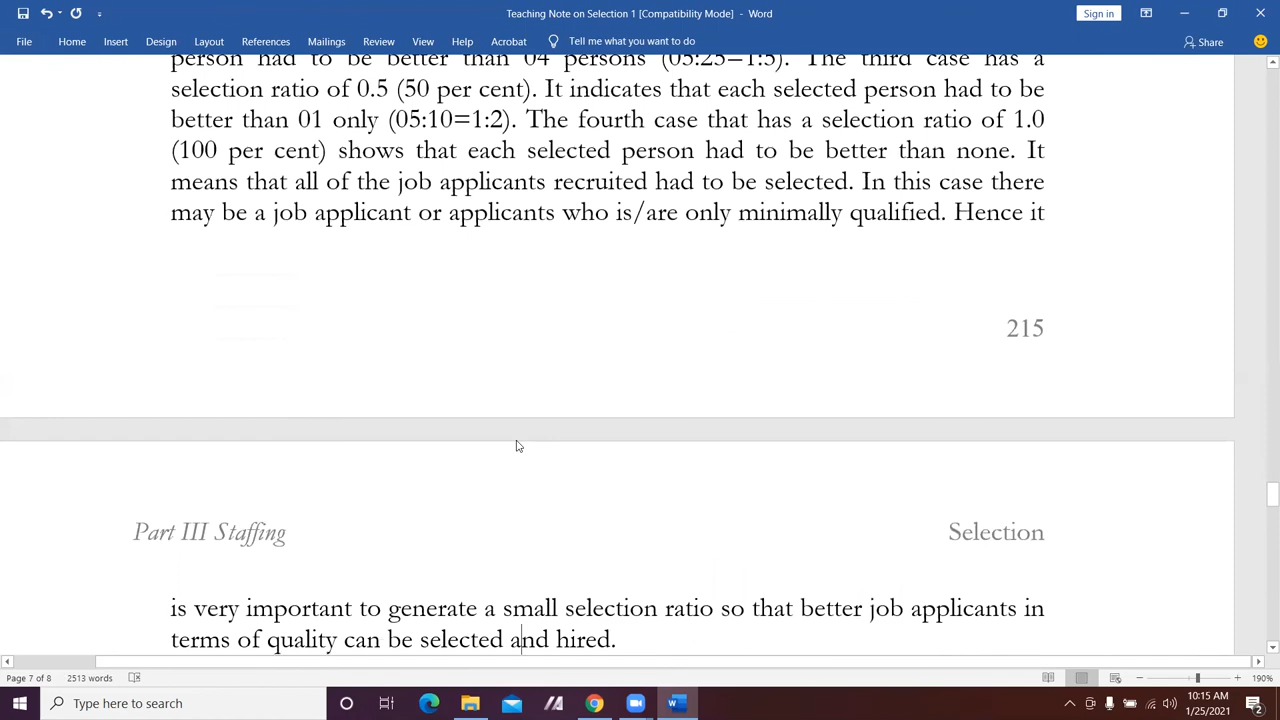 Teaching Note on Selection 1 [Compatibility Mode] - Word
Sign in
File Home Insert Design Layout References Mailings Review View Help Acrobat Tell me what you want to do Share
person had to be better than 04 persons (05:25=1:5). The third case has a
selection ratio of 0.5 (50 per cent). It indicates that each selected person had to be
better than 01 only (05:10=1:2). The fourth case that has a selection ratio of 1.0
(100 per cent) shows that each selected person had to be better than none. It
means that all of the job applicants recruited had to be selected. In this case there
may be a job applicant or applicants who is/are only minimally qualified. Hence it
215
Part III Staffing Selection
is very important to generate a small selection ratio so that better job applicants in
terms of quality can be selected and hired.
Page 7 of 8 2513 words 190%
Type here to search
10:15 AM
1/25/2021
2